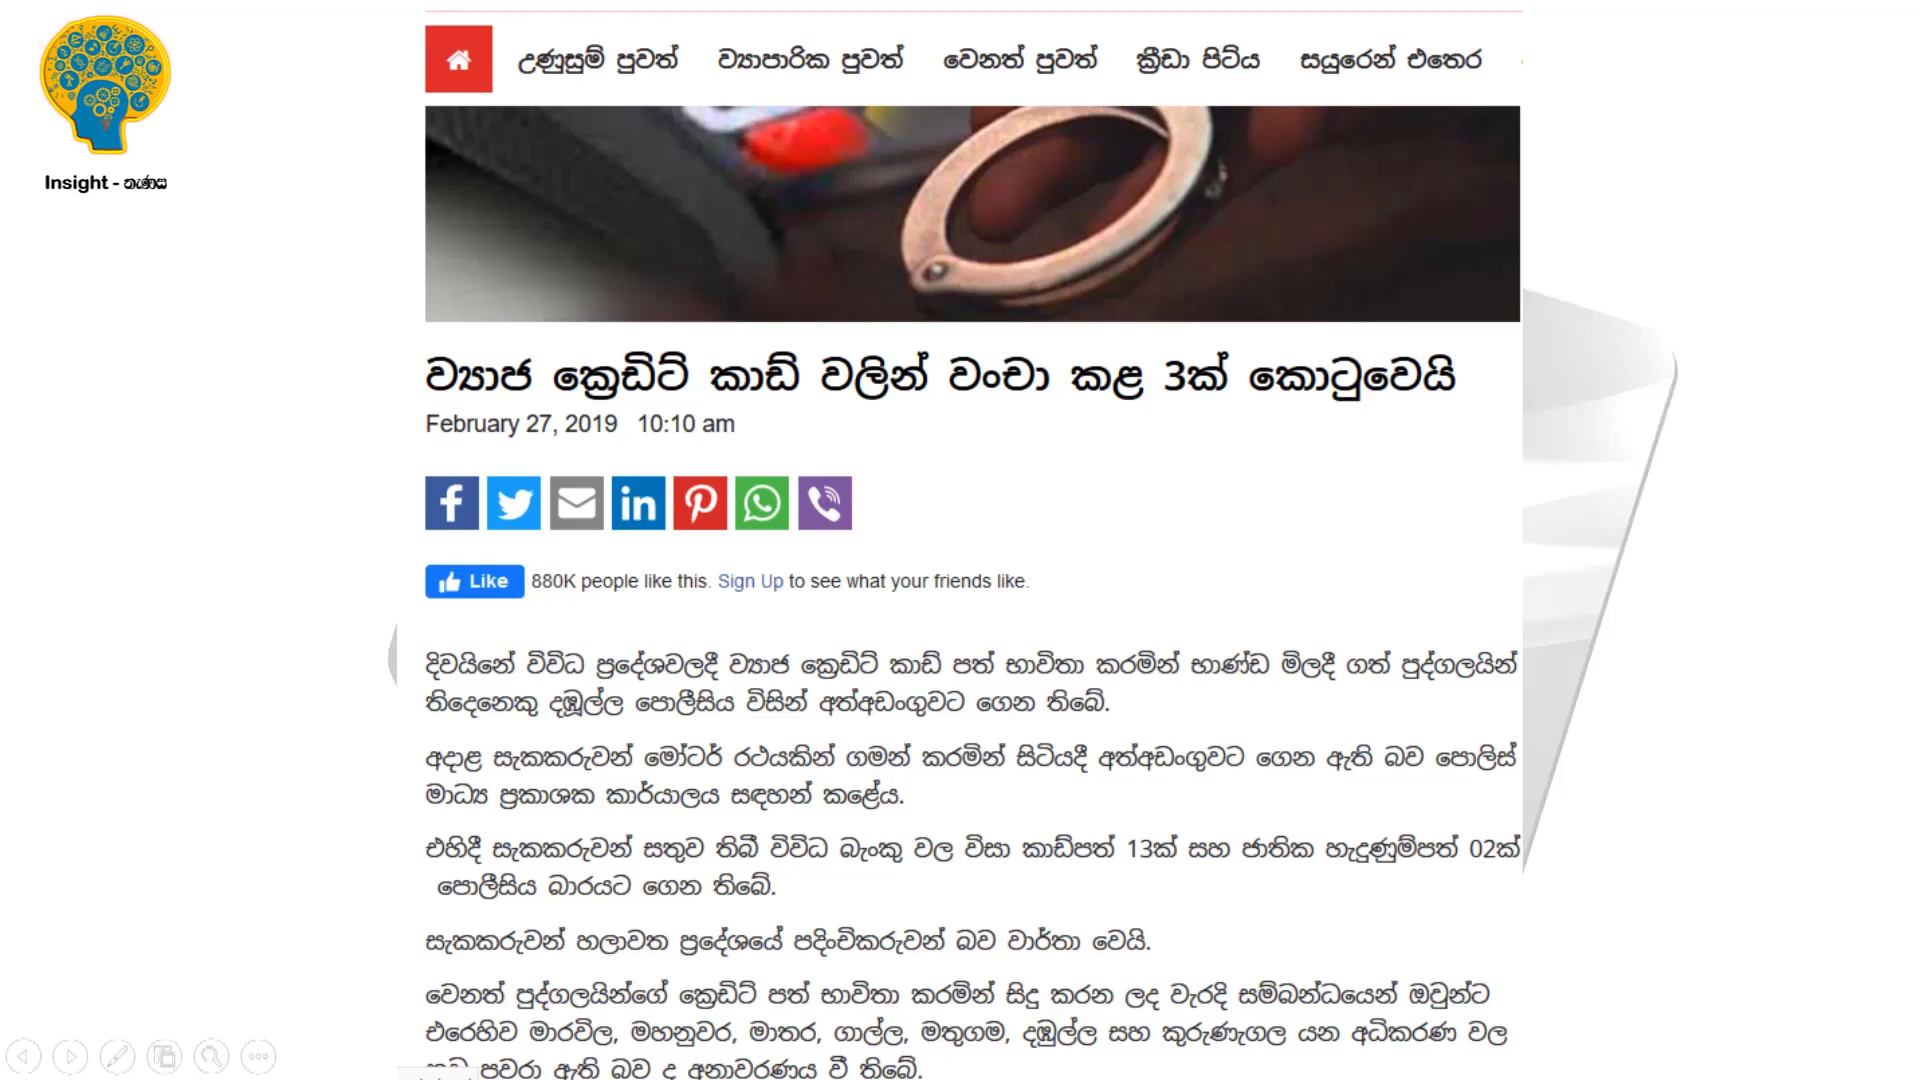 Insight - නැණස
උණුසුම් පුවත් ව්‍යාපාරික පුවත් වෙනත් පුවත් ක්‍රීඩා පිටිය සයුරෙන් එතෙර
ව්‍යාජ ක්‍රෙඩිට් කාඩ් වලින් වංචා කළ 3ක් කොටුවෙයි
February 27, 2019 10:10 am
Like 880K people like this. Sign Up to see what your friends like.
දිවයිනේ විවිධ ප්‍රදේශවලදී ව්‍යාජ ක්‍රෙඩිට් කාඩ් පත් භාවිතා කරමින් භාණ්ඩ මිලදී ගත් පුද්ගලයින්
තිදෙනෙකු දඹූල්ල පොලීසිය විසින් අත්අඩංගුවට ගෙන තිබේ.
අදාළ සැකකරුවන් මෝටර් රථයකින් ගමන් කරමින් සිටියදී අත්අඩංගුවට ගෙන ඇති බව පොලිස්
මාධ්‍ය ප්‍රකාශක කාර්යාලය සඳහන් කළේය.
එහිදී සැකකරුවන් සතුව තිබී විවිධ බැංකු වල විසා කාඩ්පත් 13ක් සහ ජාතික හැඳුණුම්පත් 02ක්
පොලීසිය බාරයට ගෙන තිබේ.
සැකකරුවන් හලාවත ප්‍රදේශයේ පදිංචිකරුවන් බව වාර්තා වෙයි.
වෙනත් පුද්ගලයින්ගේ ක්‍රෙඩිට් පත් භාවිතා කරමින් සිදු කරන ලද වැරදි සම්බන්ධයෙන් ඔවුන්ට
එරෙහිව මාරවිල, මහනුවර, මාතර, ගාල්ල, මතුගම, දඹුල්ල සහ කුරුණැගල යන අධිකරණ වල
පවරා ඇති බව ද අනාවරණය වී තිබේ.